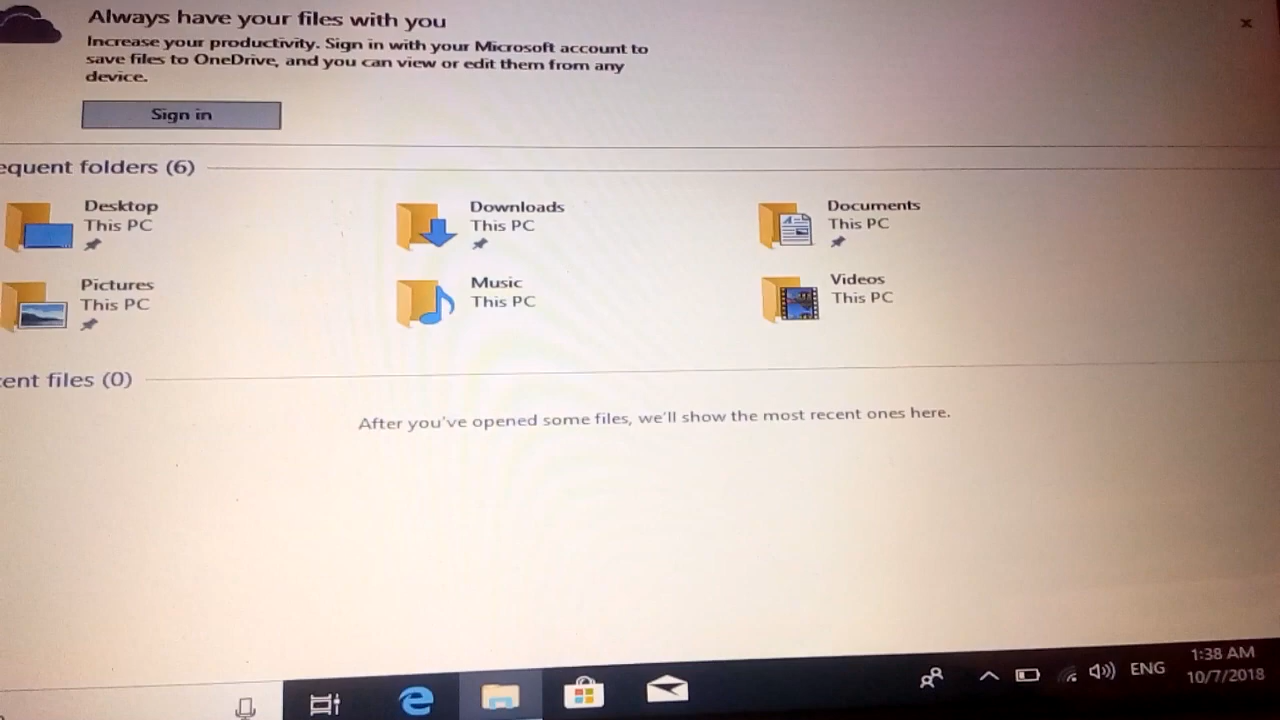 Always have your files with you
Increase your productivity. Sign in with your Microsoft account to
save files to OneDrive, and you can view or edit them from any
device.
Sign in
equent folders (6)
Desktop
This PC
Downloads
This PC
Documents
This PC
Pictures
This PC
Music
This PC
Videos
This PC
ent files (0)
After you've opened some files, we'll show the most recent ones here.
ENG
1:38 AM
10/7/2018